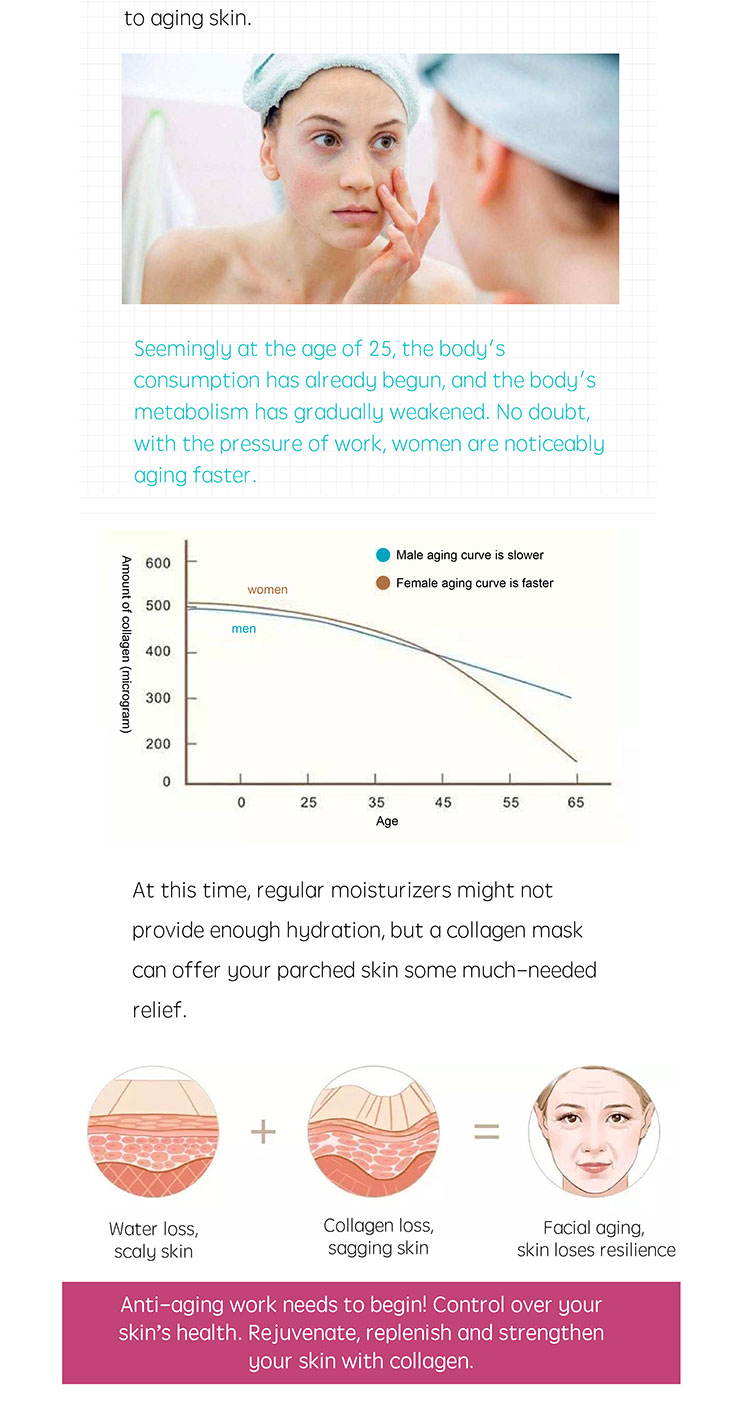 to aging skin.
Seemingly at the age of 25, the body's
consumption has already begun, and the body's
metabolism has gradually weakened. No doubt,
with the pressure of work, women are noticeably
aging faster.
Amount of collagen (microgram)
600
500
400
300
200
0
women
men
Male aging curve is slower
Female aging curve is faster
0 25 35 45 55 65
Age
At this time, regular moisturizers might not
provide enough hydration, but a collagen mask
can offer your parched skin some much-needed
relief.
+
=
Water loss,
scaly skin
Collagen loss,
sagging skin
Facial aging,
skin loses resilience
Anti-aging work needs to begin! Control over your
skin's health. Rejuvenate, replenish and strengthen
your skin with collagen.